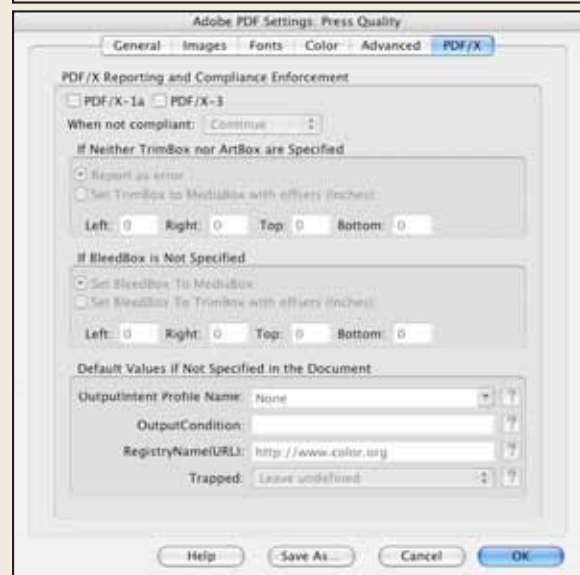 Adobe PDF Settings: Press Quality
General Images Fonts Color Advanced PDF/X
PDF/X Reporting and Compliance Enforcement
PDF/X-1a PDF/X-3
When not compliant: Continue
If Neither TrimBox nor ArtBox are Specified
Report as error
Set TrimBox to MediaBox with offsets (Inches):
Left: 0 Right: 0 Top: 0 Bottom: 0
If BleedBox is Not Specified
Set BleedBox To MediaBox
Set BleedBox To TrimBox with offsets (Inches):
Left: 0 Right: 0 Top: 0 Bottom: 0
Default Values if Not Specified in the Document
OutputIntent Profile Name: None ?
OutputCondition: ?
RegistryName(URL): http://www.color.org ?
Trapped: Leave undefined ?
Help Save As... Cancel OK